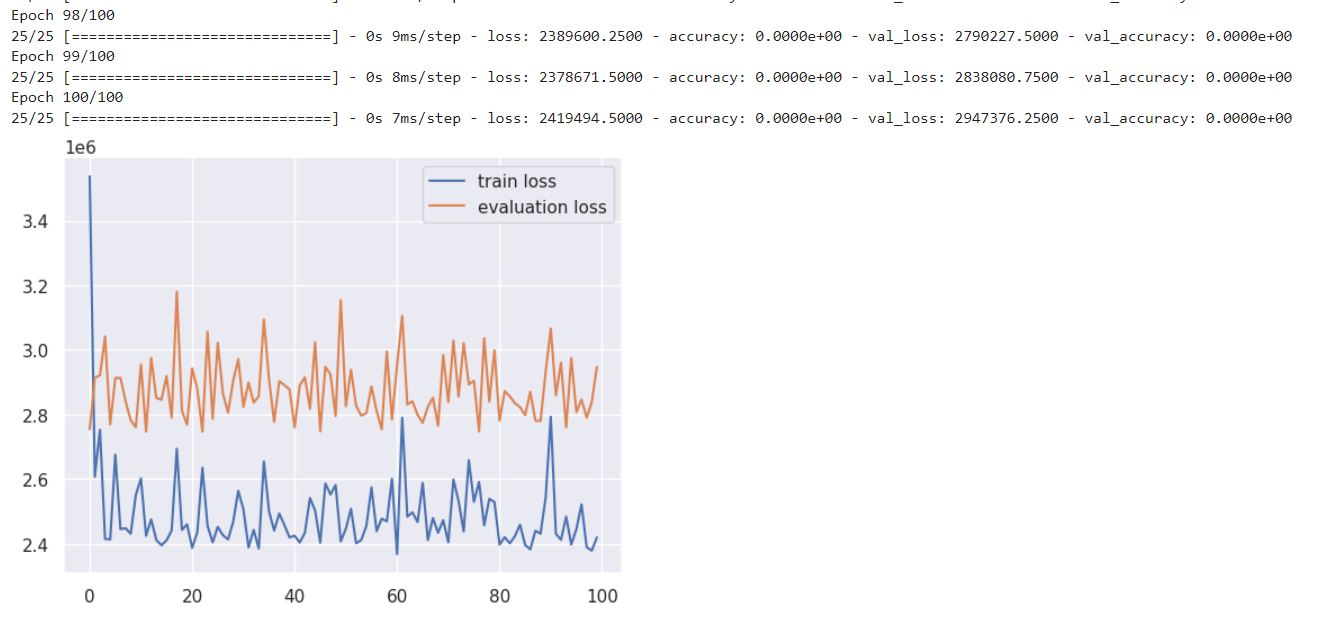 Epoch 98/100
25/25 [==============================] - 0s 9ms/step - loss: 2389600.2500 - accuracy: 0.0000e+00 - val_loss: 2790227.5000 - val_accuracy: 0.0000e+00
Epoch 99/100
25/25 [==============================] - 0s 8ms/step - loss: 2378671.5000 - accuracy: 0.0000e+00 - val_loss: 2838080.7500 - val_accuracy: 0.0000e+00
Epoch 100/100
25/25 [==============================] - 0s 7ms/step - loss: 2419494.5000 - accuracy: 0.0000e+00 - val_loss: 2947376.2500 - val_accuracy: 0.0000e+00
1e6
train loss
evaluation loss
3.4
3.2
3.0
2.8
2.6
2.4
0 20 40 60 80 100